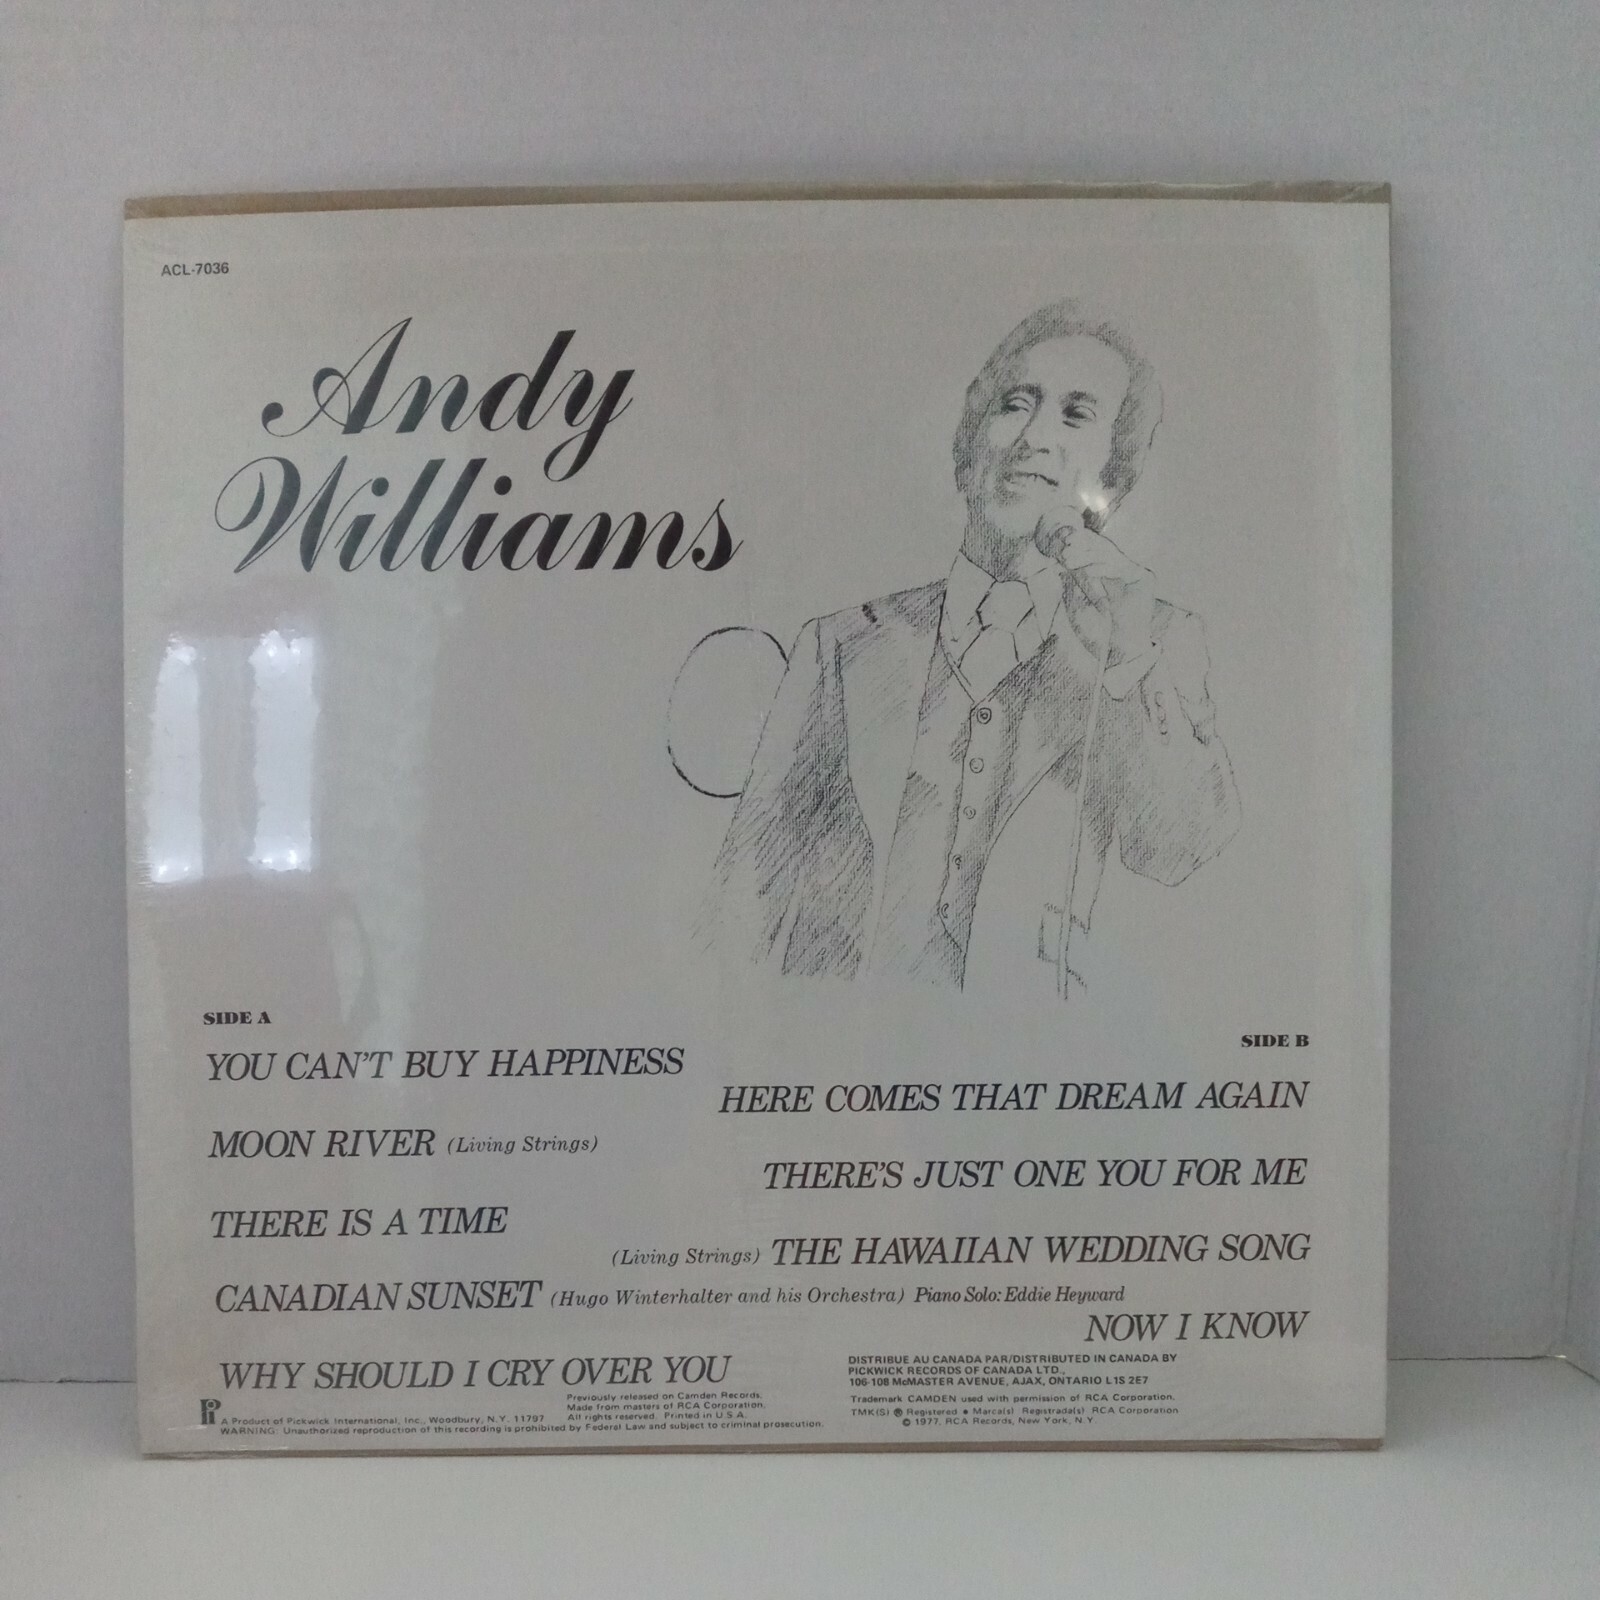 ACL-7036
Andy
Williams
SIDE A
YOU CAN'T BUY HAPPINESS
MOON RIVER (Living Strings)
THERE IS A TIME
CANADIAN SUNSET (Hugo Winterhalter and his Orchestra) Piano Solo: Eddie Heyward
WHY SHOULD I CRY OVER YOU
SIDE B
HERE COMES THAT DREAM AGAIN
THERE'S JUST ONE YOU FOR ME
(Living Strings) THE HAWAIIAN WEDDING SONG
NOW I KNOW
Previously released on Camden Records.
Made from masters of RCA Corporation.
All rights reserved. Printed in U.S.A.
A Product of Pickwick International, Inc., Woodbury, N.Y. 11797
WARNING: Unauthorized reproduction of this recording is prohibited by Federal Law and subject to criminal prosecution.
DISTRIBUE AU CANADA PAR/DISTRIBUTED IN CANADA BY
PICKWICK RECORDS OF CANADA LTD.,
106-108 McMASTER AVENUE, AJAX, ONTARIO L1S 2E7
Trademark CAMDEN used with permission of RCA Corporation.
TMK(S) ® Registered • Marca(s) Registrada(s) RCA Corporation
© 1977, RCA Records, New York, N.Y.